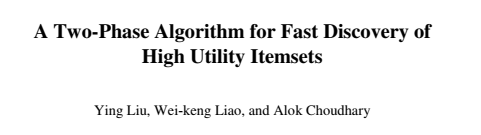 A Two-Phase Algorithm for Fast Discovery of
High Utility Itemsets
Ying Liu, Wei-keng Liao, and Alok Choudhary